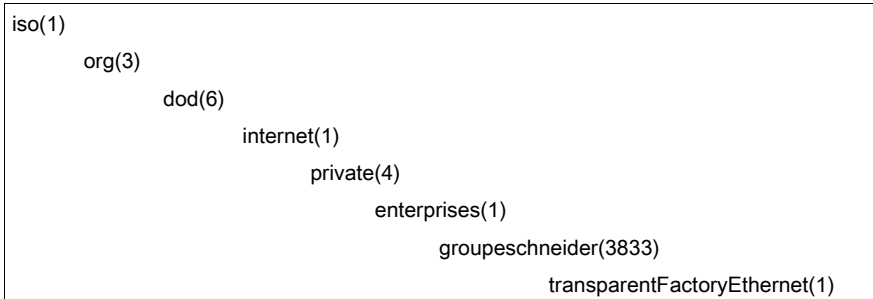 iso(1)
org(3)
dod(6)
internet(1)
private(4)
enterprises(1)
groupeschneider(3833)
transparentFactoryEthernet(1)